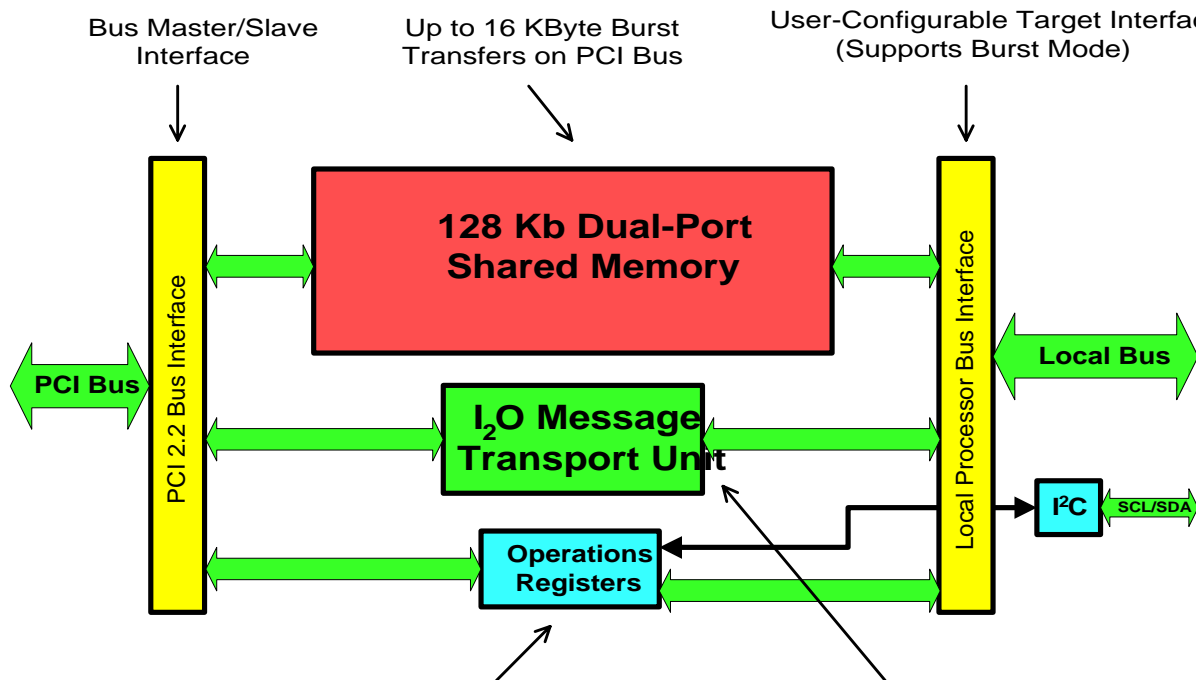 Bus Master/Slave
Interface
Up to 16 KByte Burst
Transfers on PCI Bus
User-Configurable Target Interfac
(Supports Burst Mode)
128 Kb Dual-Port
Shared Memory
PCI 2.2 Bus Interface
Local Processor Bus Interface
PCI Bus
Local Bus
I₂O Message
Transport Unit
I²C
SCL/SDA
Operations
Registers